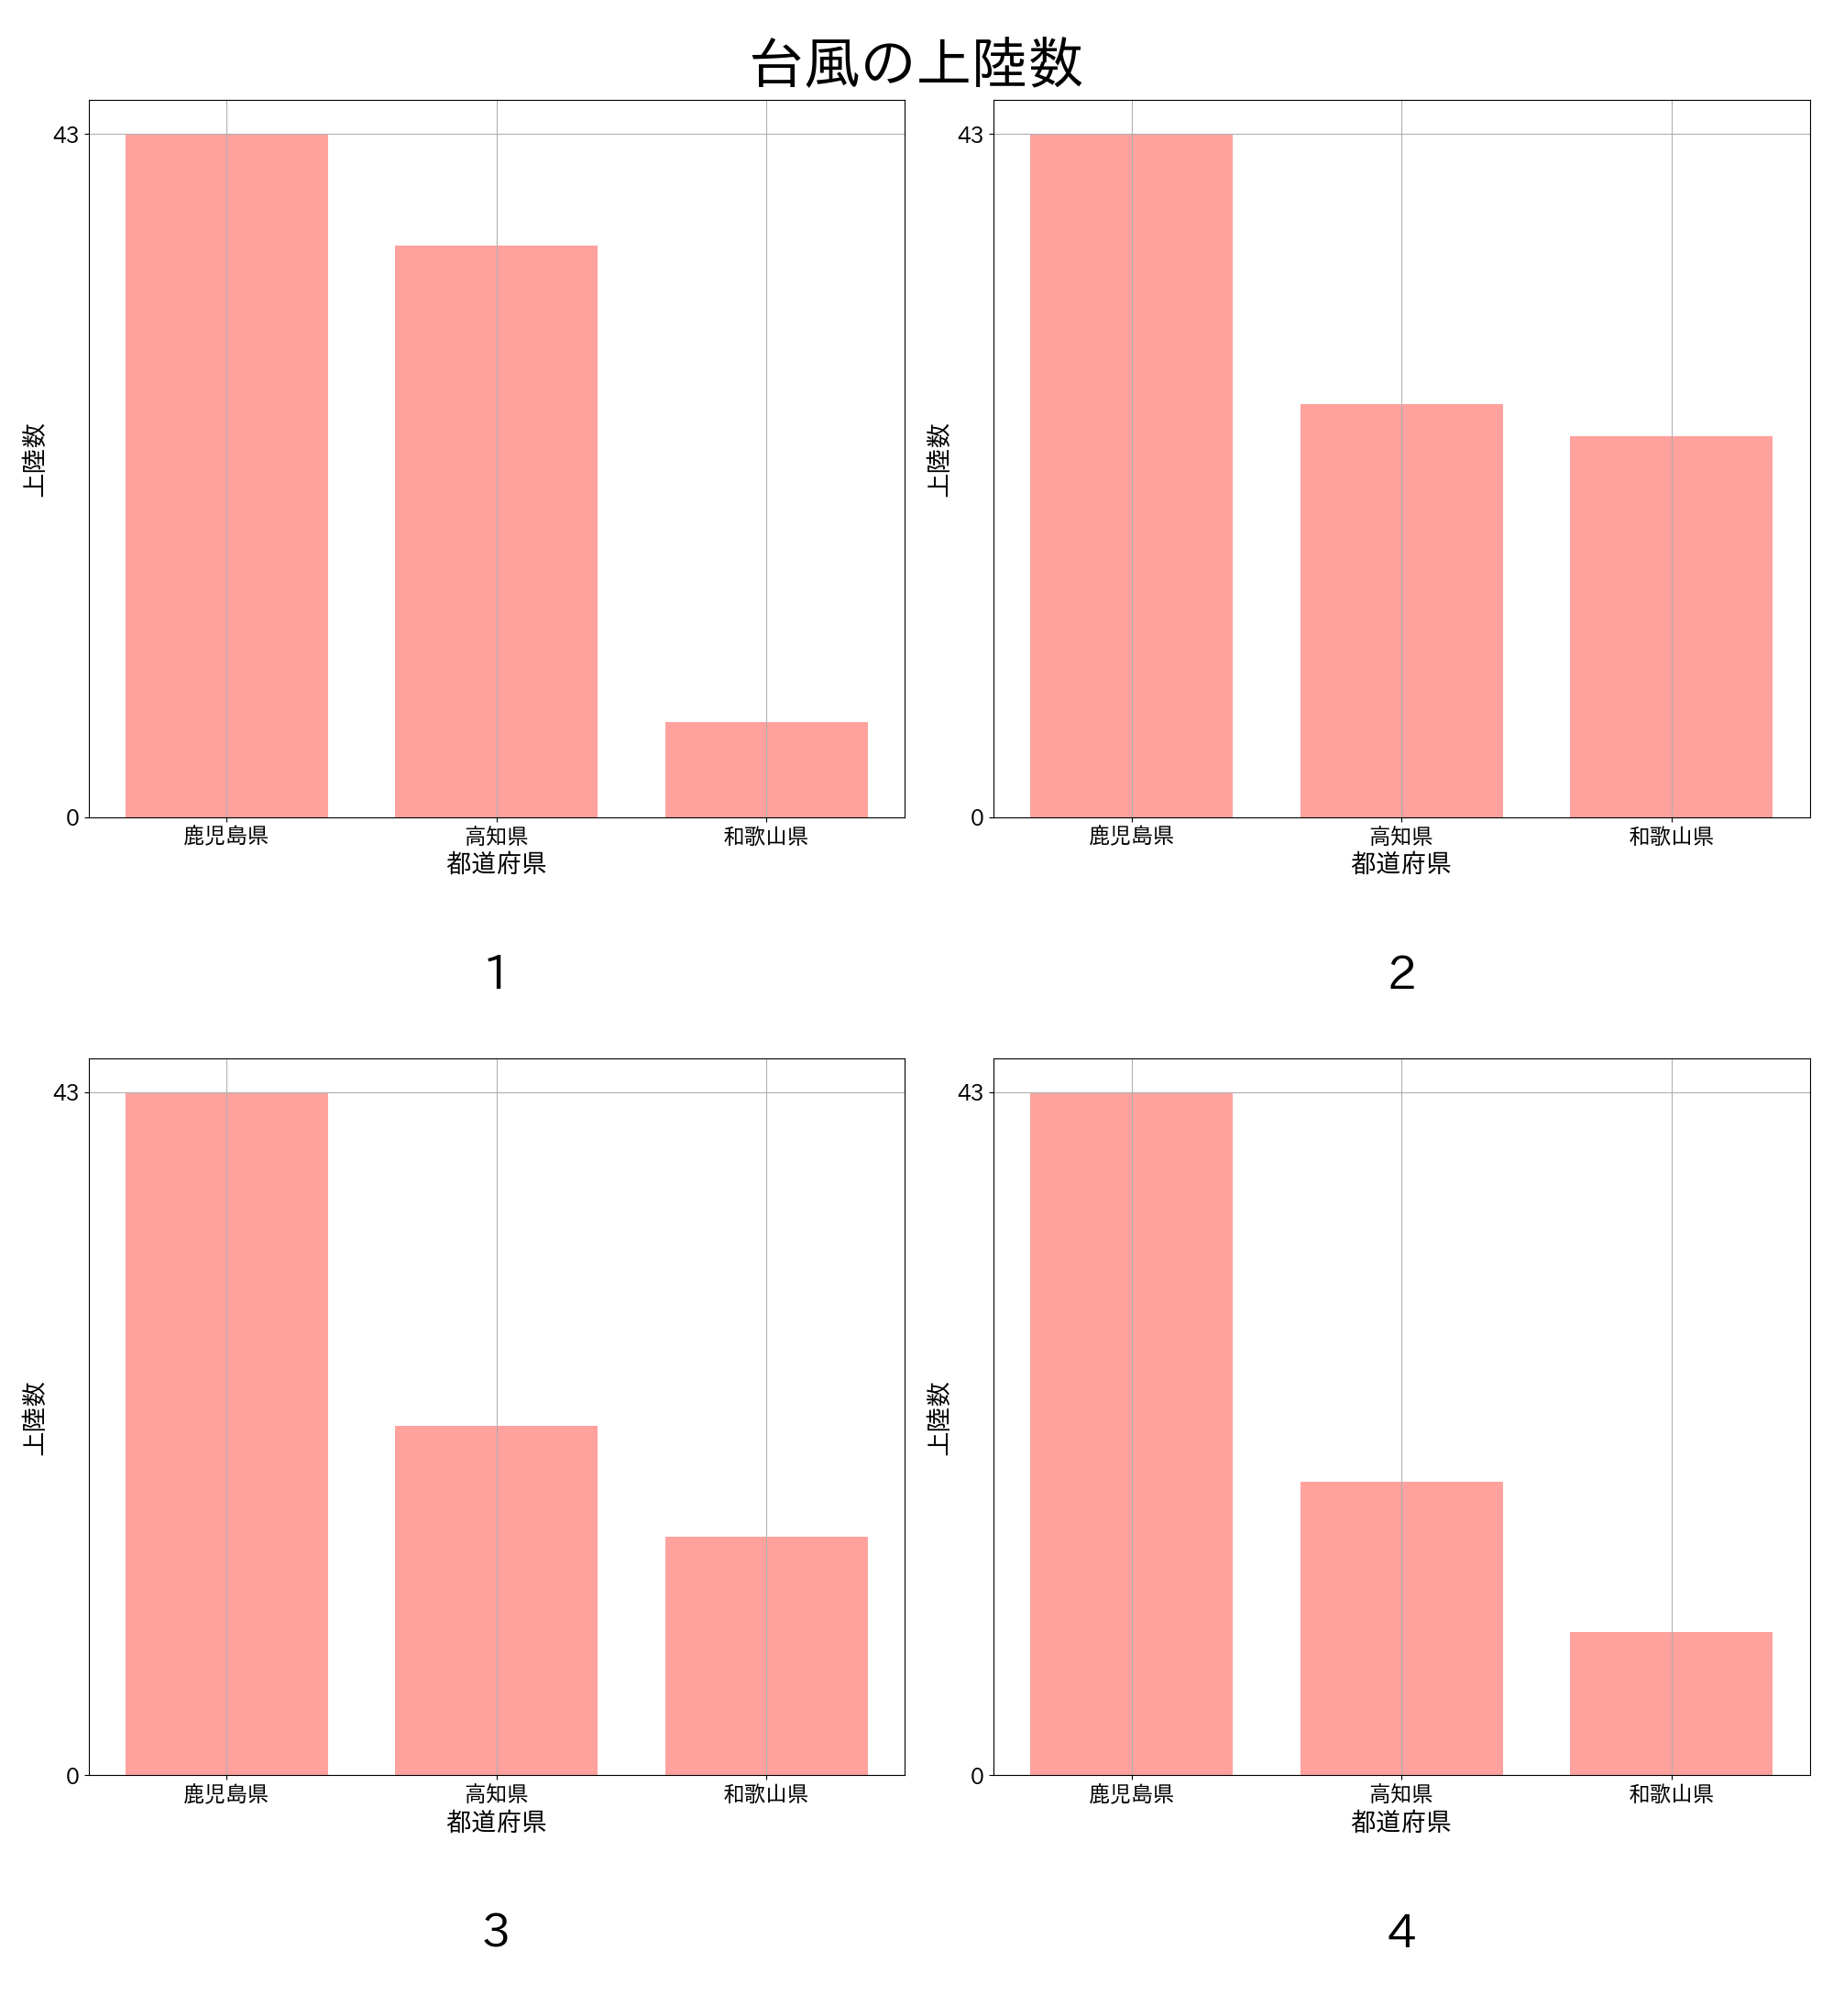 台風の上陸数
43
0
上陸数
鹿児島県 高知県 和歌山県
都道府県
1
43
0
上陸数
鹿児島県 高知県 和歌山県
都道府県
2
43
0
上陸数
鹿児島県 高知県 和歌山県
都道府県
3
43
0
上陸数
鹿児島県 高知県 和歌山県
都道府県
4